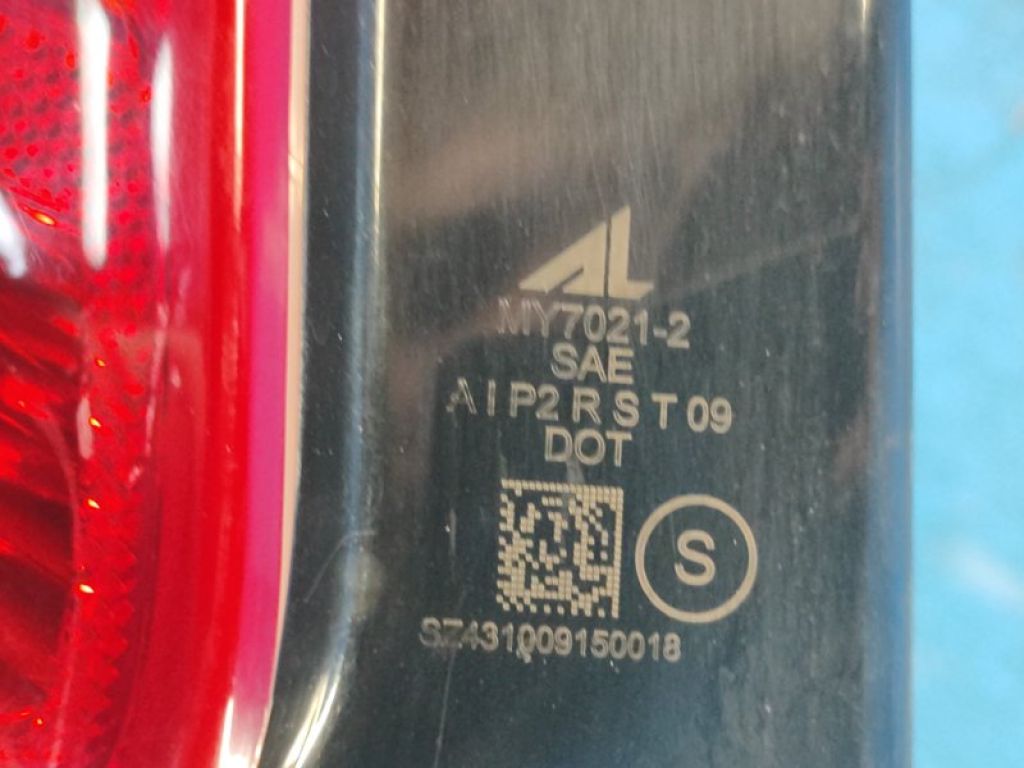 AL
MY7021-2
SAE
A I P2 R S T 09
DOT
S
SZ431009150018